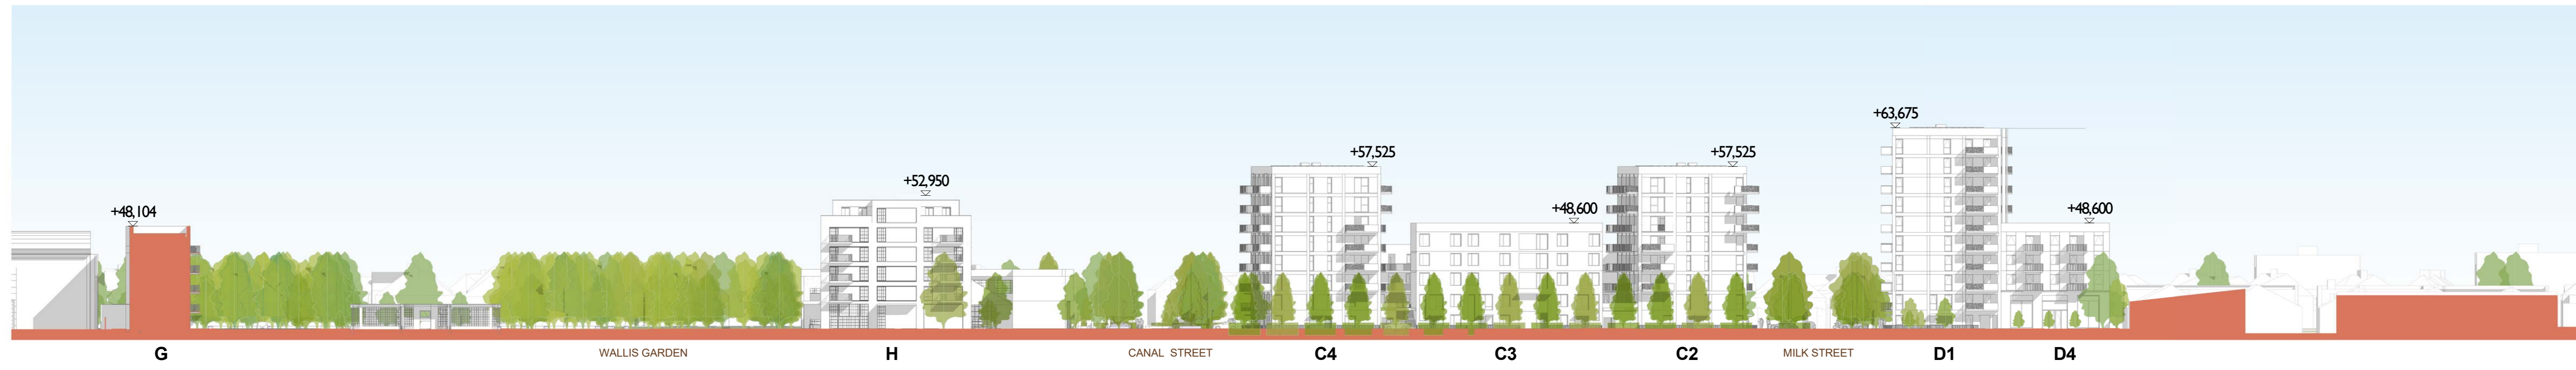 +63,675
+57,525
+57,525
+52,950
+48,104
+48,600
+48,600
G
WALLIS GARDEN
H
CANAL STREET
C4
C3
C2
MILK STREET
D1
D4